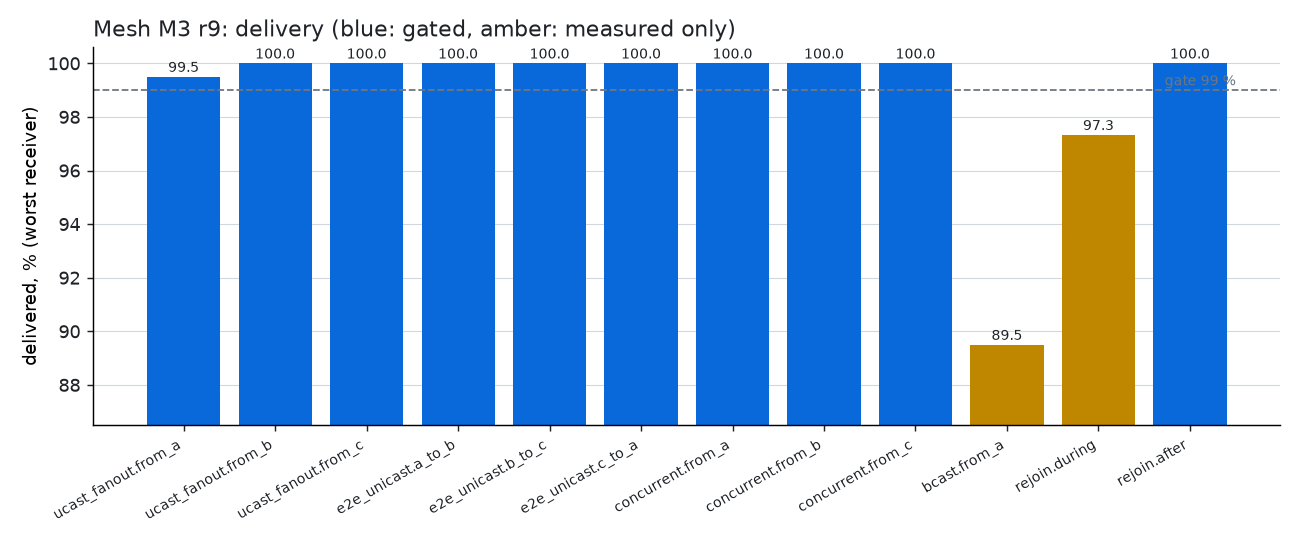 Mesh M3 r9: delivery (blue: gated, amber: measured only)
delivered, % (worst receiver)
100
98
96
94
92
90
88
99.5
100.0
100.0
100.0
100.0
100.0
100.0
100.0
100.0
89.5
97.3
100.0
gate 99 %
ucast_fanout.from_a
ucast_fanout.from_b
ucast_fanout.from_c
e2e_unicast.a_to_b
e2e_unicast.b_to_c
e2e_unicast.c_to_a
concurrent.from_a
concurrent.from_b
concurrent.from_c
bcast.from_a
rejoin.during
rejoin.after